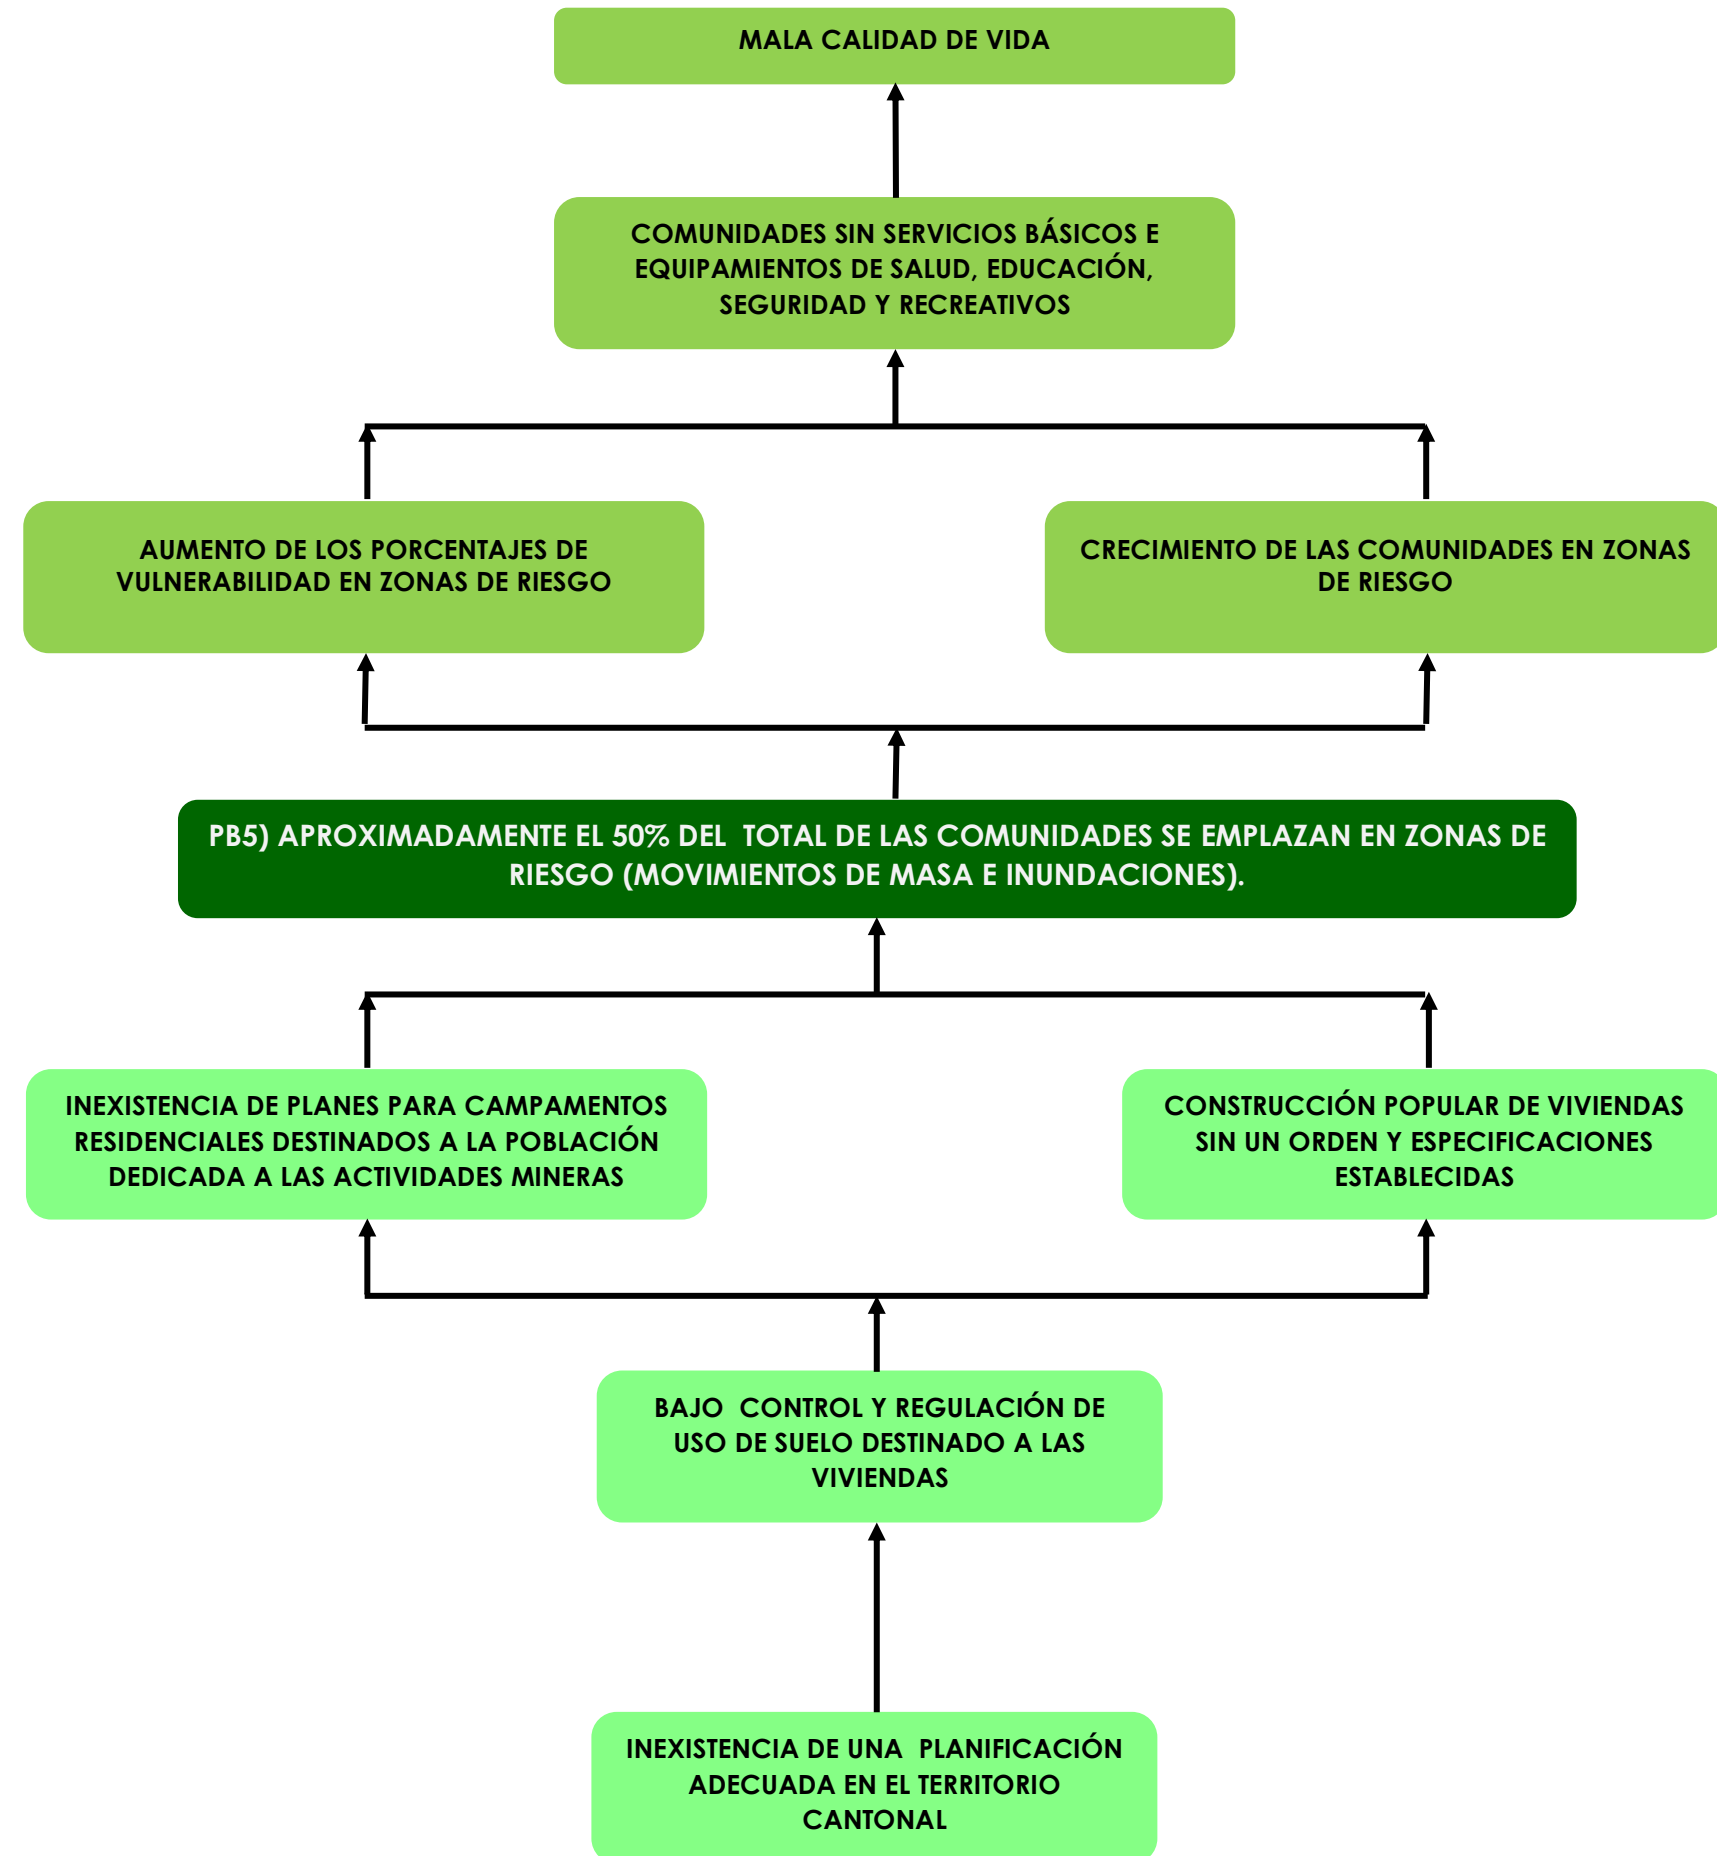 MALA CALIDAD DE VIDA
COMUNIDADES SIN SERVICIOS BÁSICOS E
EQUIPAMIENTOS DE SALUD, EDUCACIÓN,
SEGURIDAD Y RECREATIVOS
AUMENTO DE LOS PORCENTAJES DE
VULNERABILIDAD EN ZONAS DE RIESGO
CRECIMIENTO DE LAS COMUNIDADES EN ZONAS
DE RIESGO
PB5) APROXIMADAMENTE EL 50% DEL  TOTAL DE LAS COMUNIDADES SE EMPLAZAN EN ZONAS DE
RIESGO (MOVIMIENTOS DE MASA E INUNDACIONES).
INEXISTENCIA DE PLANES PARA CAMPAMENTOS
RESIDENCIALES DESTINADOS A LA POBLACIÓN
DEDICADA A LAS ACTIVIDADES MINERAS
CONSTRUCCIÓN POPULAR DE VIVIENDAS
SIN UN ORDEN Y ESPECIFICACIONES
ESTABLECIDAS
BAJO  CONTROL Y REGULACIÓN DE
USO DE SUELO DESTINADO A LAS
VIVIENDAS
INEXISTENCIA DE UNA  PLANIFICACIÓN
ADECUADA EN EL TERRITORIO
CANTONAL